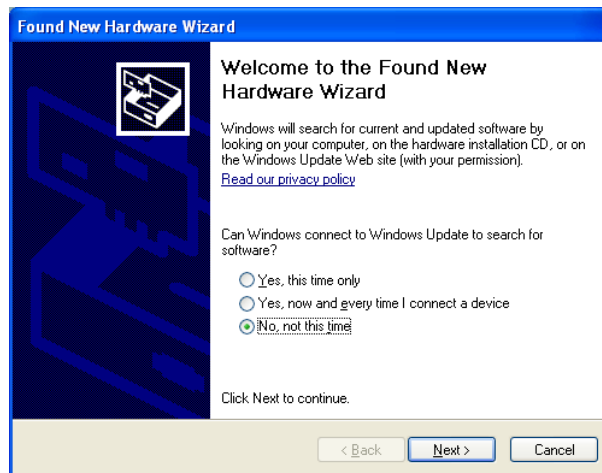 Found New Hardware Wizard
Welcome to the Found New
Hardware Wizard
Windows will search for current and updated software by
looking on your computer, on the hardware installation CD, or on
the Windows Update Web site (with your permission).
Read our privacy policy
Can Windows connect to Windows Update to search for
software?
Yes, this time only
Yes, now and every time I connect a device
No, not this time
Click Next to continue.
< Back
Next >
Cancel